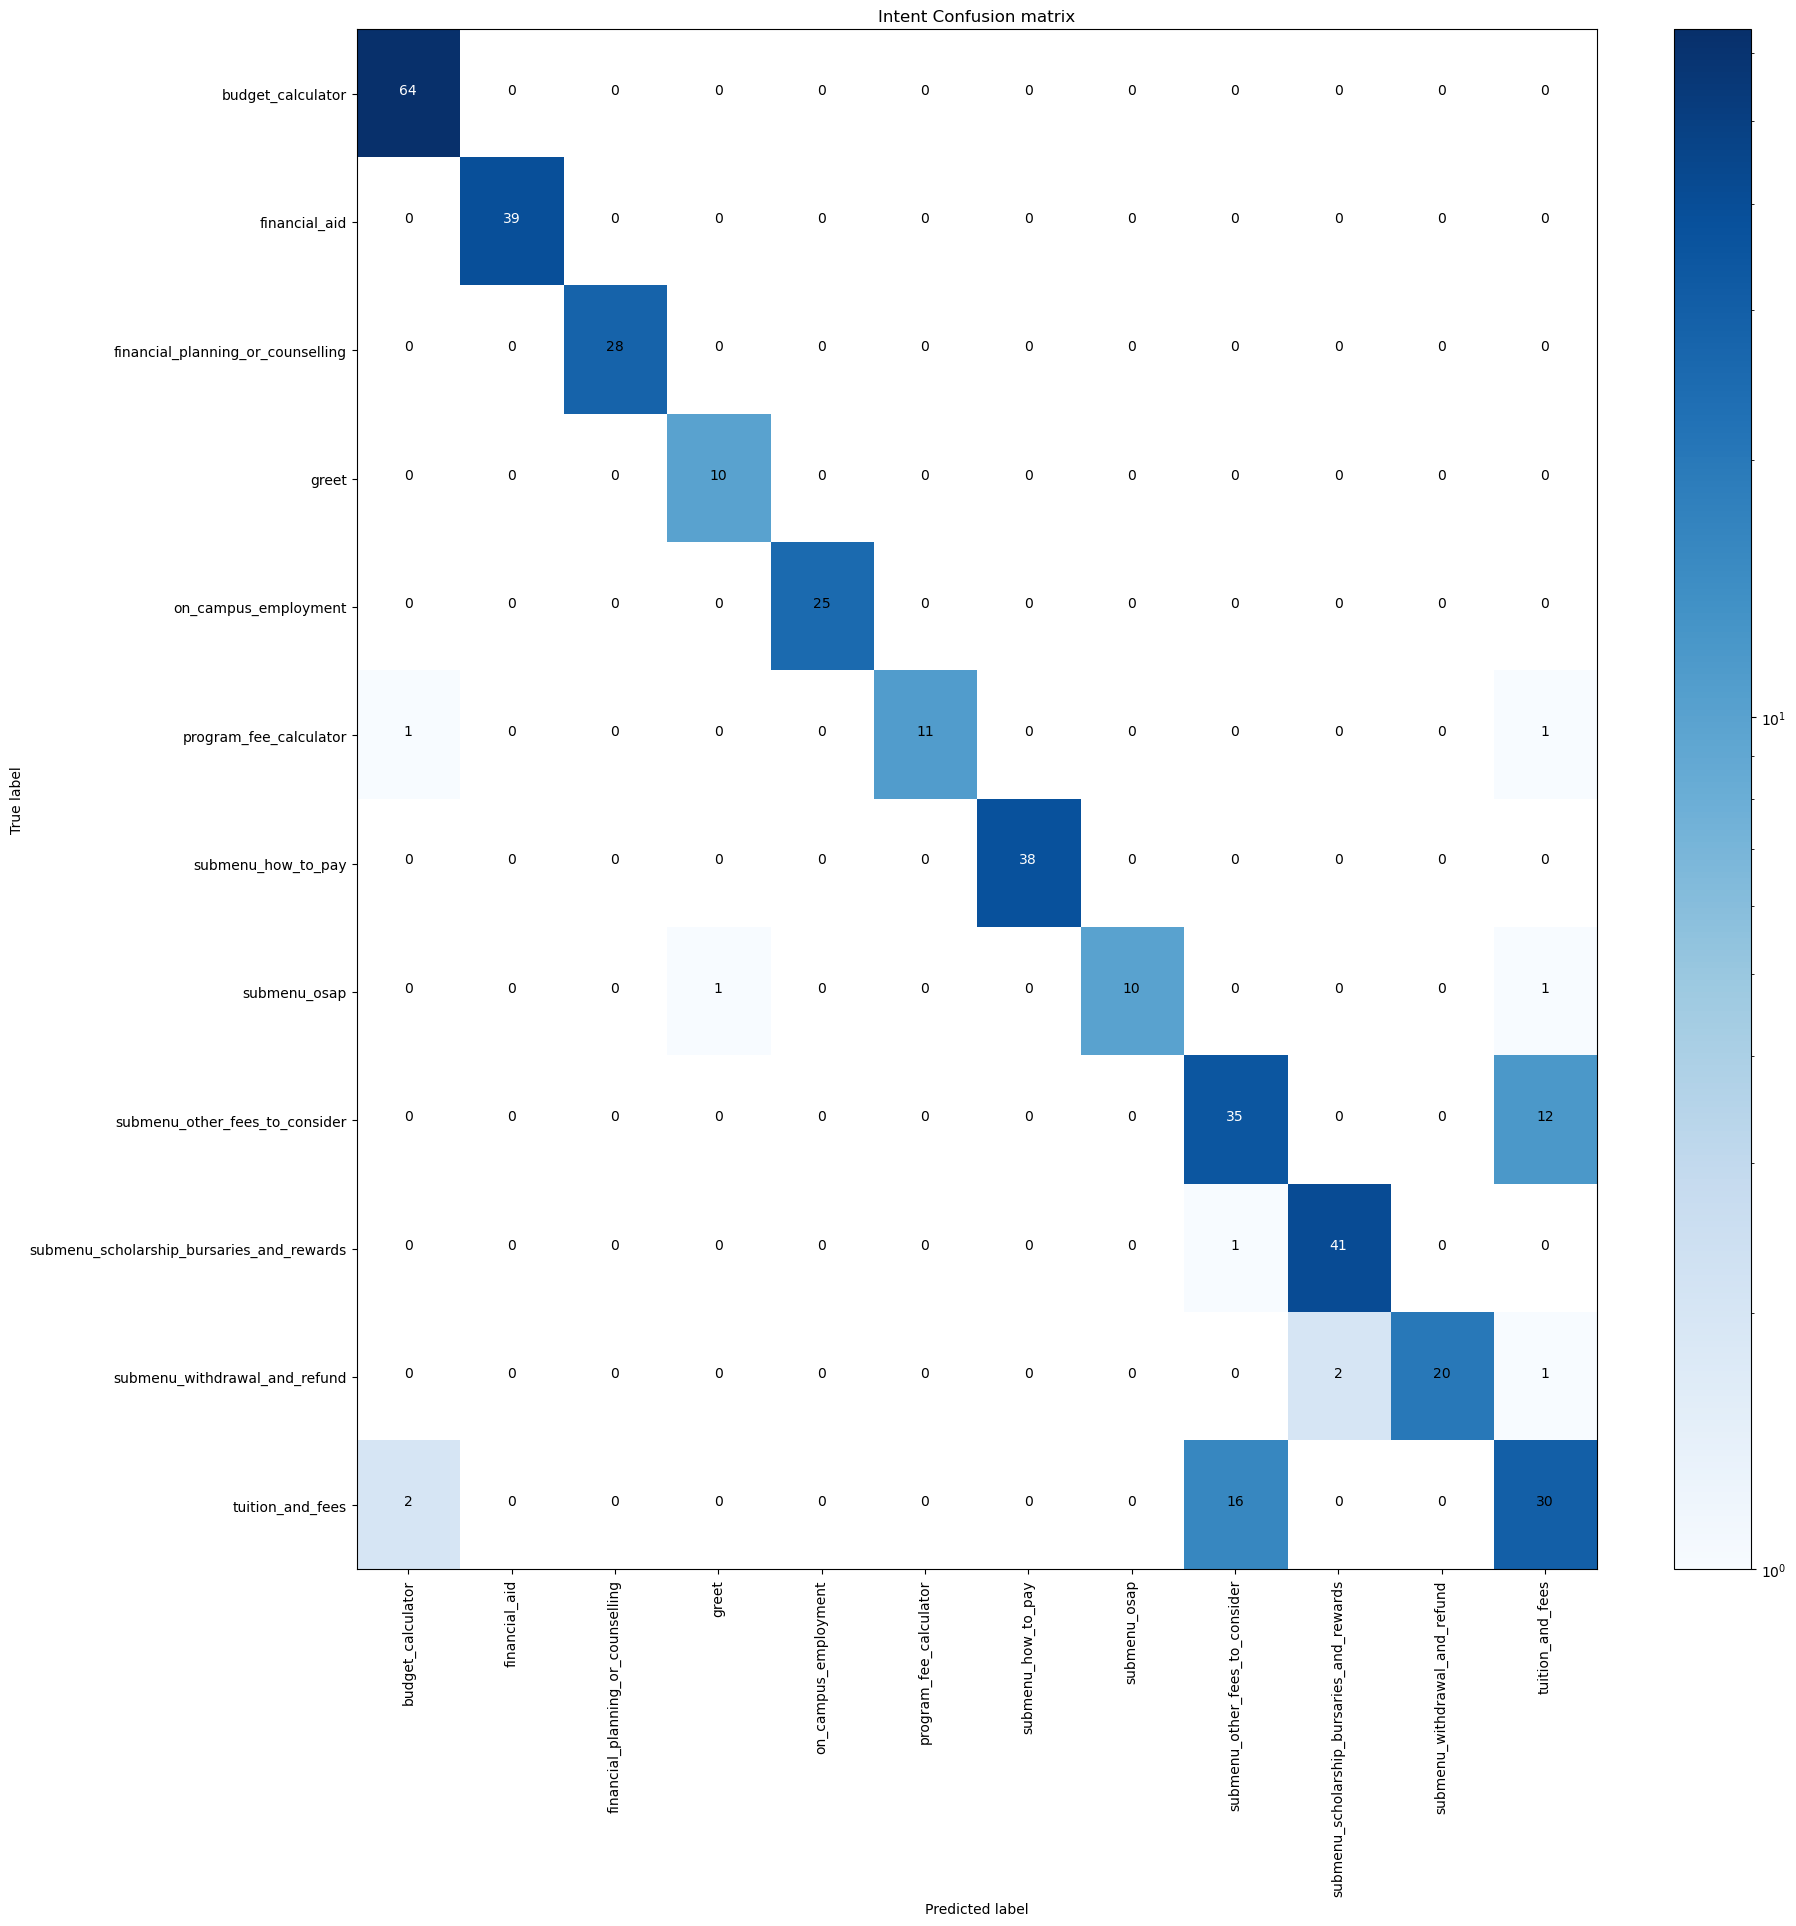 Intent Confusion matrix
True label
budget_calculator 64 0 0 0 0 0 0 0 0 0 0 0
financial_aid 0 39 0 0 0 0 0 0 0 0 0 0
financial_planning_or_counselling 0 0 28 0 0 0 0 0 0 0 0 0
greet 0 0 0 10 0 0 0 0 0 0 0 0
on_campus_employment 0 0 0 0 25 0 0 0 0 0 0 0
program_fee_calculator 1 0 0 0 0 11 0 0 0 0 0 1
submenu_how_to_pay 0 0 0 0 0 0 38 0 0 0 0 0
submenu_osap 0 0 0 1 0 0 0 10 0 0 0 1
submenu_other_fees_to_consider 0 0 0 0 0 0 0 0 35 0 0 12
submenu_scholarship_bursaries_and_rewards 0 0 0 0 0 0 0 0 1 41 0 0
submenu_withdrawal_and_refund 0 0 0 0 0 0 0 0 0 2 20 1
tuition_and_fees 2 0 0 0 0 0 0 0 16 0 0 30
budget_calculator
financial_aid
financial_planning_or_counselling
greet
on_campus_employment
program_fee_calculator
submenu_how_to_pay
submenu_osap
submenu_other_fees_to_consider
submenu_scholarship_bursaries_and_rewards
submenu_withdrawal_and_refund
tuition_and_fees
Predicted label
10¹
10⁰